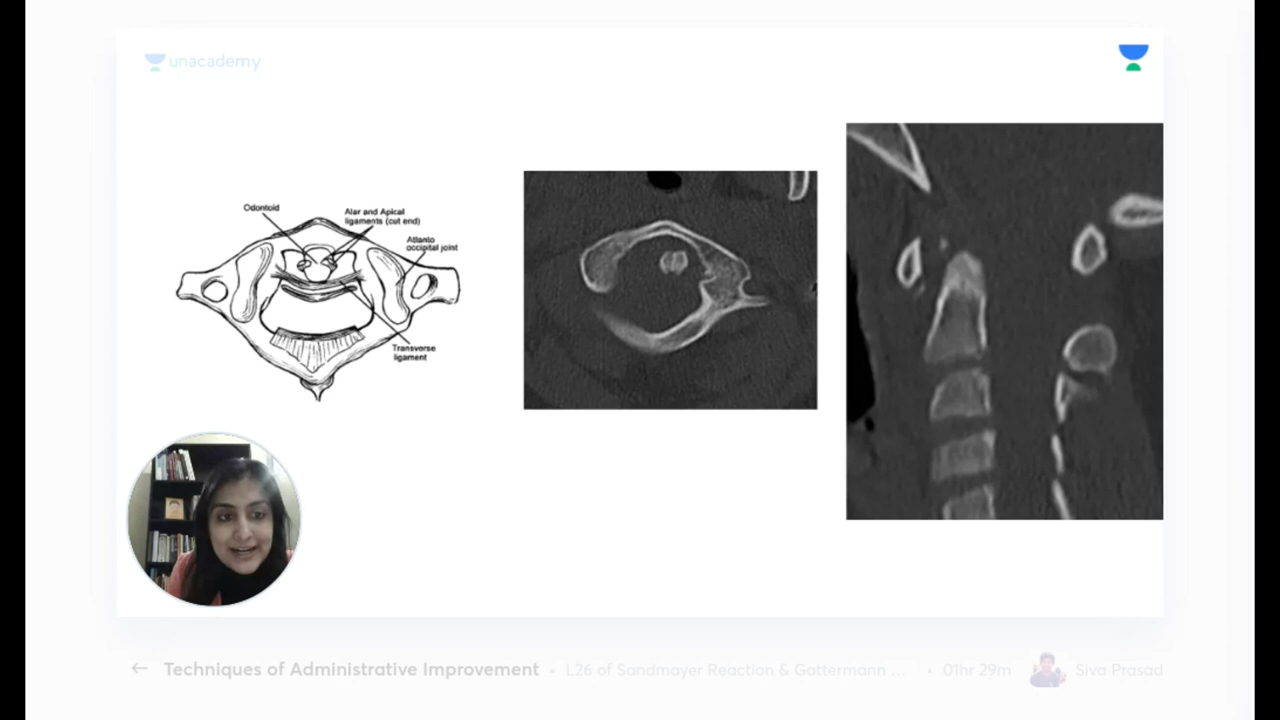 unacademy
Odontoid
Alar and Apical
ligaments (cut end)
Atlanto
occipital joint
Transverse
ligament
Techniques of Administrative Improvement • L26 of Sandmayer Reaction & Gattermann ... • 01hr 29m Siva Prasad